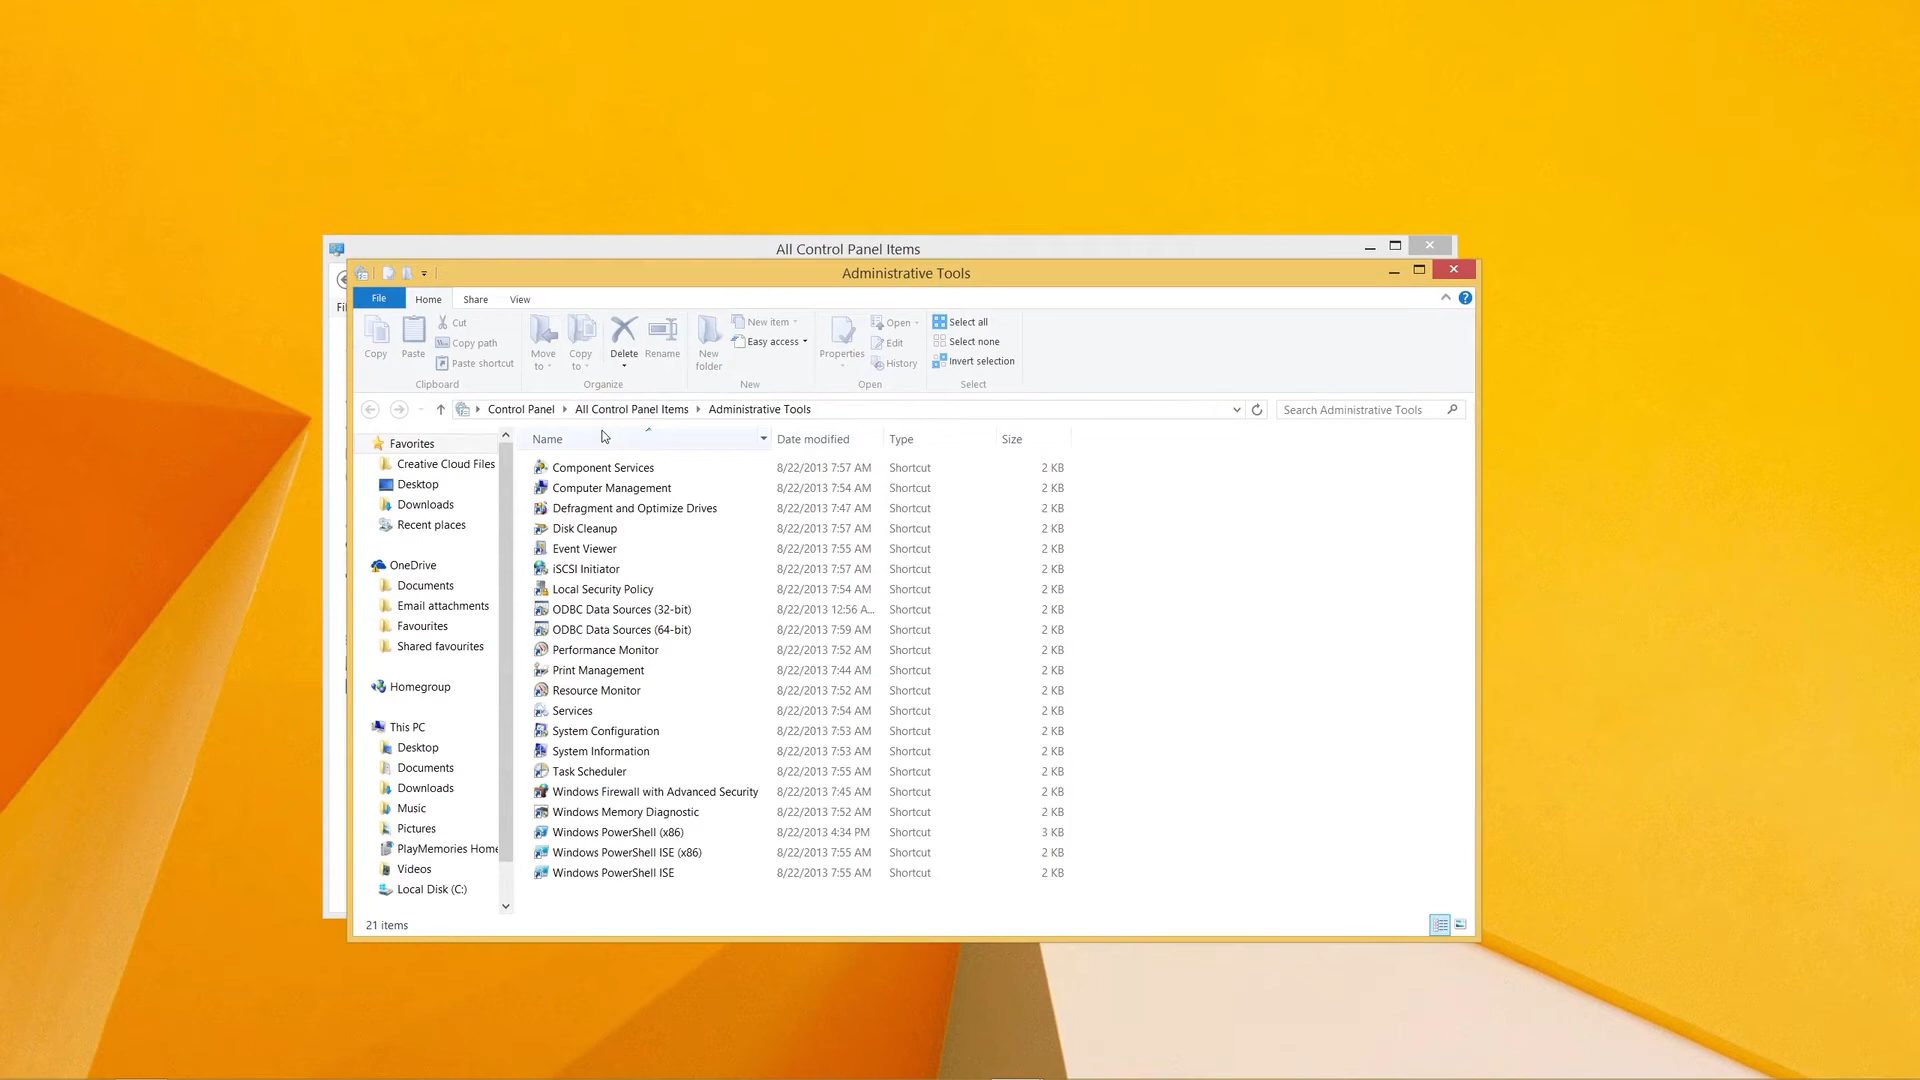 All Control Panel Items
Administrative Tools
File Home Share View
Copy
Paste
Cut
Copy path
Paste shortcut
Clipboard
Move to
Copy to
Delete
Rename
Organize
New folder
New item
Easy access
New
Properties
Open
Edit
History
Open
Select all
Select none
Invert selection
Select
Control Panel All Control Panel Items Administrative Tools
Search Administrative Tools
Favorites
Creative Cloud Files
Desktop
Downloads
Recent places
OneDrive
Documents
Email attachments
Favourites
Shared favourites
Homegroup
This PC
Desktop
Documents
Downloads
Music
Pictures
PlayMemories Home
Videos
Local Disk (C:)
Name Date modified Type Size
Component Services 8/22/2013 7:57 AM Shortcut 2 KB
Computer Management 8/22/2013 7:54 AM Shortcut 2 KB
Defragment and Optimize Drives 8/22/2013 7:47 AM Shortcut 2 KB
Disk Cleanup 8/22/2013 7:57 AM Shortcut 2 KB
Event Viewer 8/22/2013 7:55 AM Shortcut 2 KB
iSCSI Initiator 8/22/2013 7:57 AM Shortcut 2 KB
Local Security Policy 8/22/2013 7:54 AM Shortcut 2 KB
ODBC Data Sources (32-bit) 8/22/2013 12:56 A... Shortcut 2 KB
ODBC Data Sources (64-bit) 8/22/2013 7:59 AM Shortcut 2 KB
Performance Monitor 8/22/2013 7:52 AM Shortcut 2 KB
Print Management 8/22/2013 7:44 AM Shortcut 2 KB
Resource Monitor 8/22/2013 7:52 AM Shortcut 2 KB
Services 8/22/2013 7:54 AM Shortcut 2 KB
System Configuration 8/22/2013 7:53 AM Shortcut 2 KB
System Information 8/22/2013 7:53 AM Shortcut 2 KB
Task Scheduler 8/22/2013 7:55 AM Shortcut 2 KB
Windows Firewall with Advanced Security 8/22/2013 7:45 AM Shortcut 2 KB
Windows Memory Diagnostic 8/22/2013 7:52 AM Shortcut 2 KB
Windows PowerShell (x86) 8/22/2013 4:34 PM Shortcut 3 KB
Windows PowerShell ISE (x86) 8/22/2013 7:55 AM Shortcut 2 KB
Windows PowerShell ISE 8/22/2013 7:55 AM Shortcut 2 KB
21 items